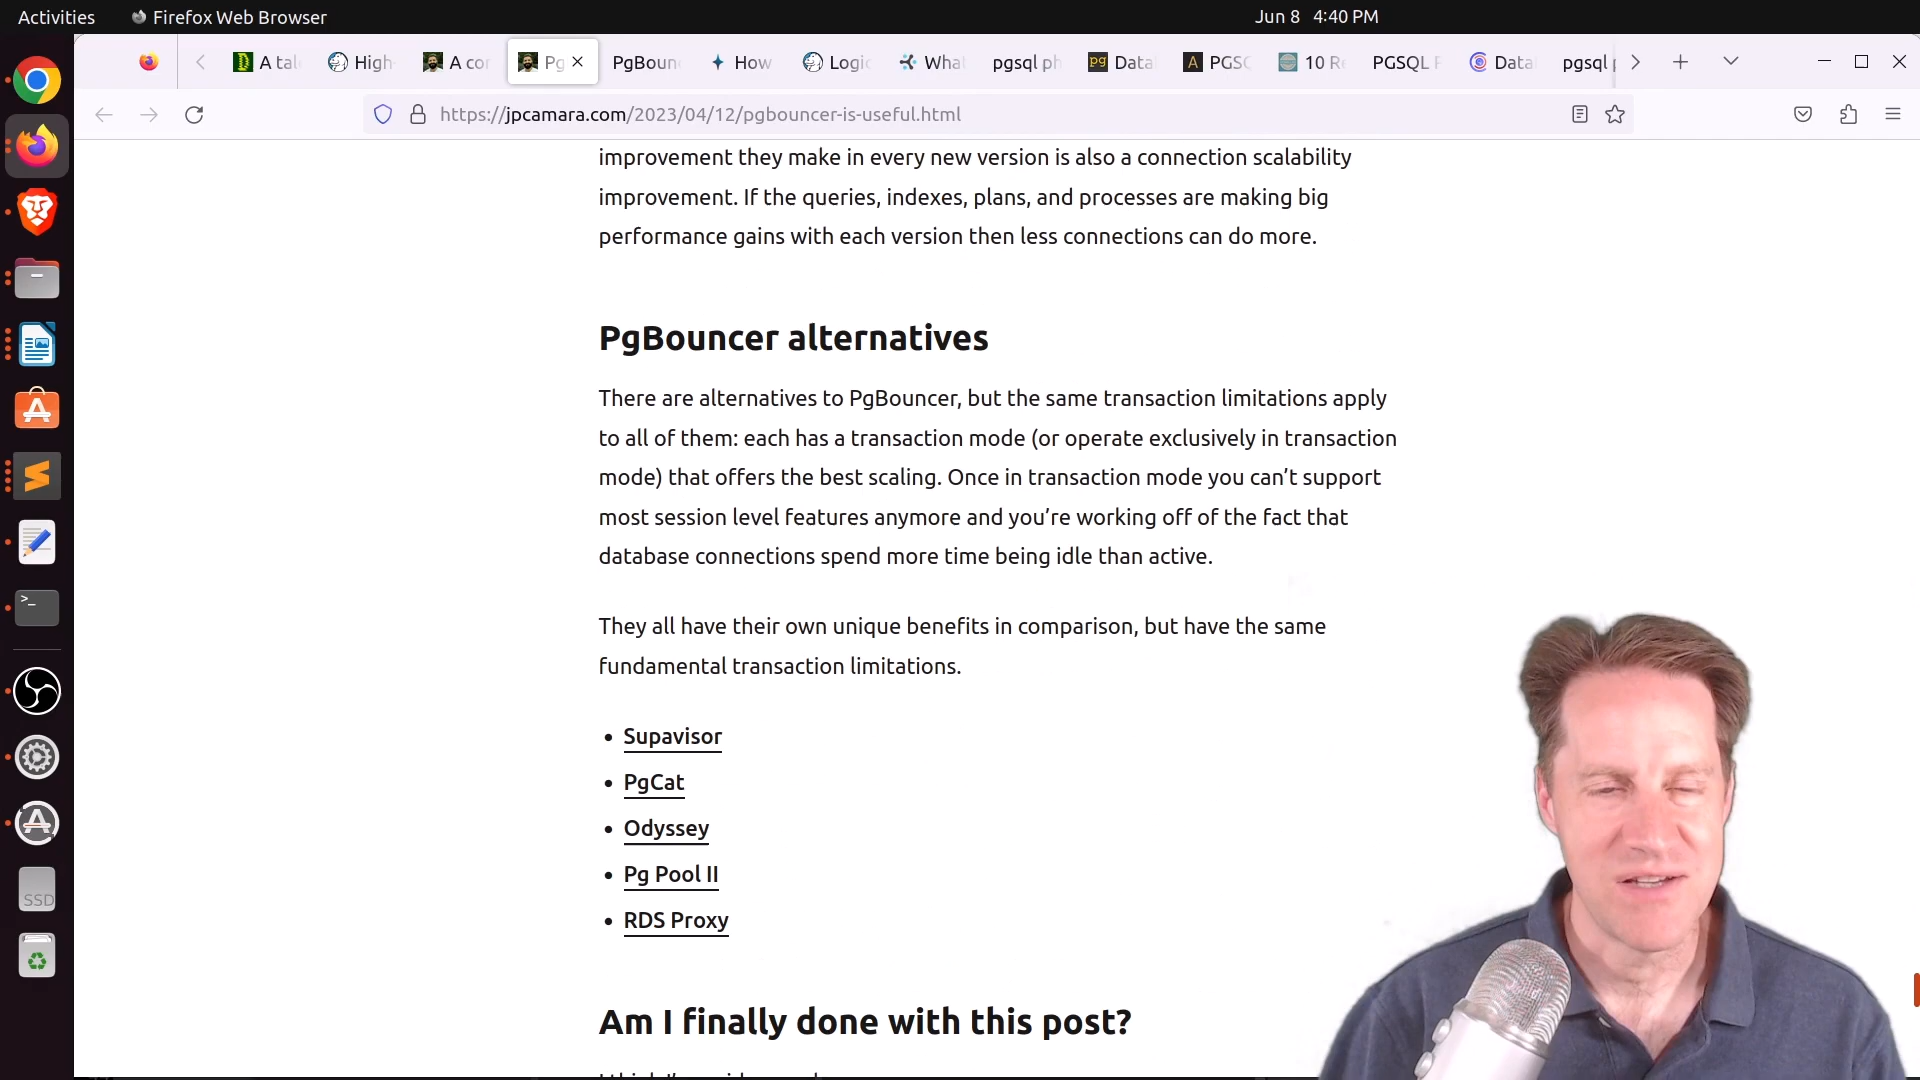 Activities
Firefox Web Browser
Jun 8 4:40 PM
A tal
High-
A cor
Pg
PgBoun
How
Logic
Wha
pgsql ph
Data
PGSC
10 Re
PGSQL F
Data
pgsql p
https://jpcamara.com/2023/04/12/pgbouncer-is-useful.html
improvement they make in every new version is also a connection scalability
improvement. If the queries, indexes, plans, and processes are making big
performance gains with each version then less connections can do more.
PgBouncer alternatives
There are alternatives to PgBouncer, but the same transaction limitations apply
to all of them: each has a transaction mode (or operate exclusively in transaction
mode) that offers the best scaling. Once in transaction mode you can’t support
most session level features anymore and you’re working off of the fact that
database connections spend more time being idle than active.
They all have their own unique benefits in comparison, but have the same
fundamental transaction limitations.
• Supavisor
• PgCat
• Odyssey
• Pg Pool II
• RDS Proxy
Am I finally done with this post?
SSD